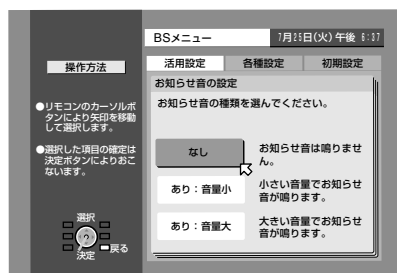 BSメニュー
7月25日(火) 午後 6:37
操作方法
活用設定 各種設定 初期設定
お知らせ音の設定
お知らせ音の種類を選んでください。
●リモコンのカーソルボ
タンにより矢印を移動
して選択します。
●選択した項目の確定は
決定ボタンによりおこ
ないます。
なし
お知らせ音は鳴りませ
ん。
あり：音量小
小さい音量でお知らせ
音が鳴ります。
あり：音量大
大きい音量でお知らせ
音が鳴ります。
選択
戻る
決定